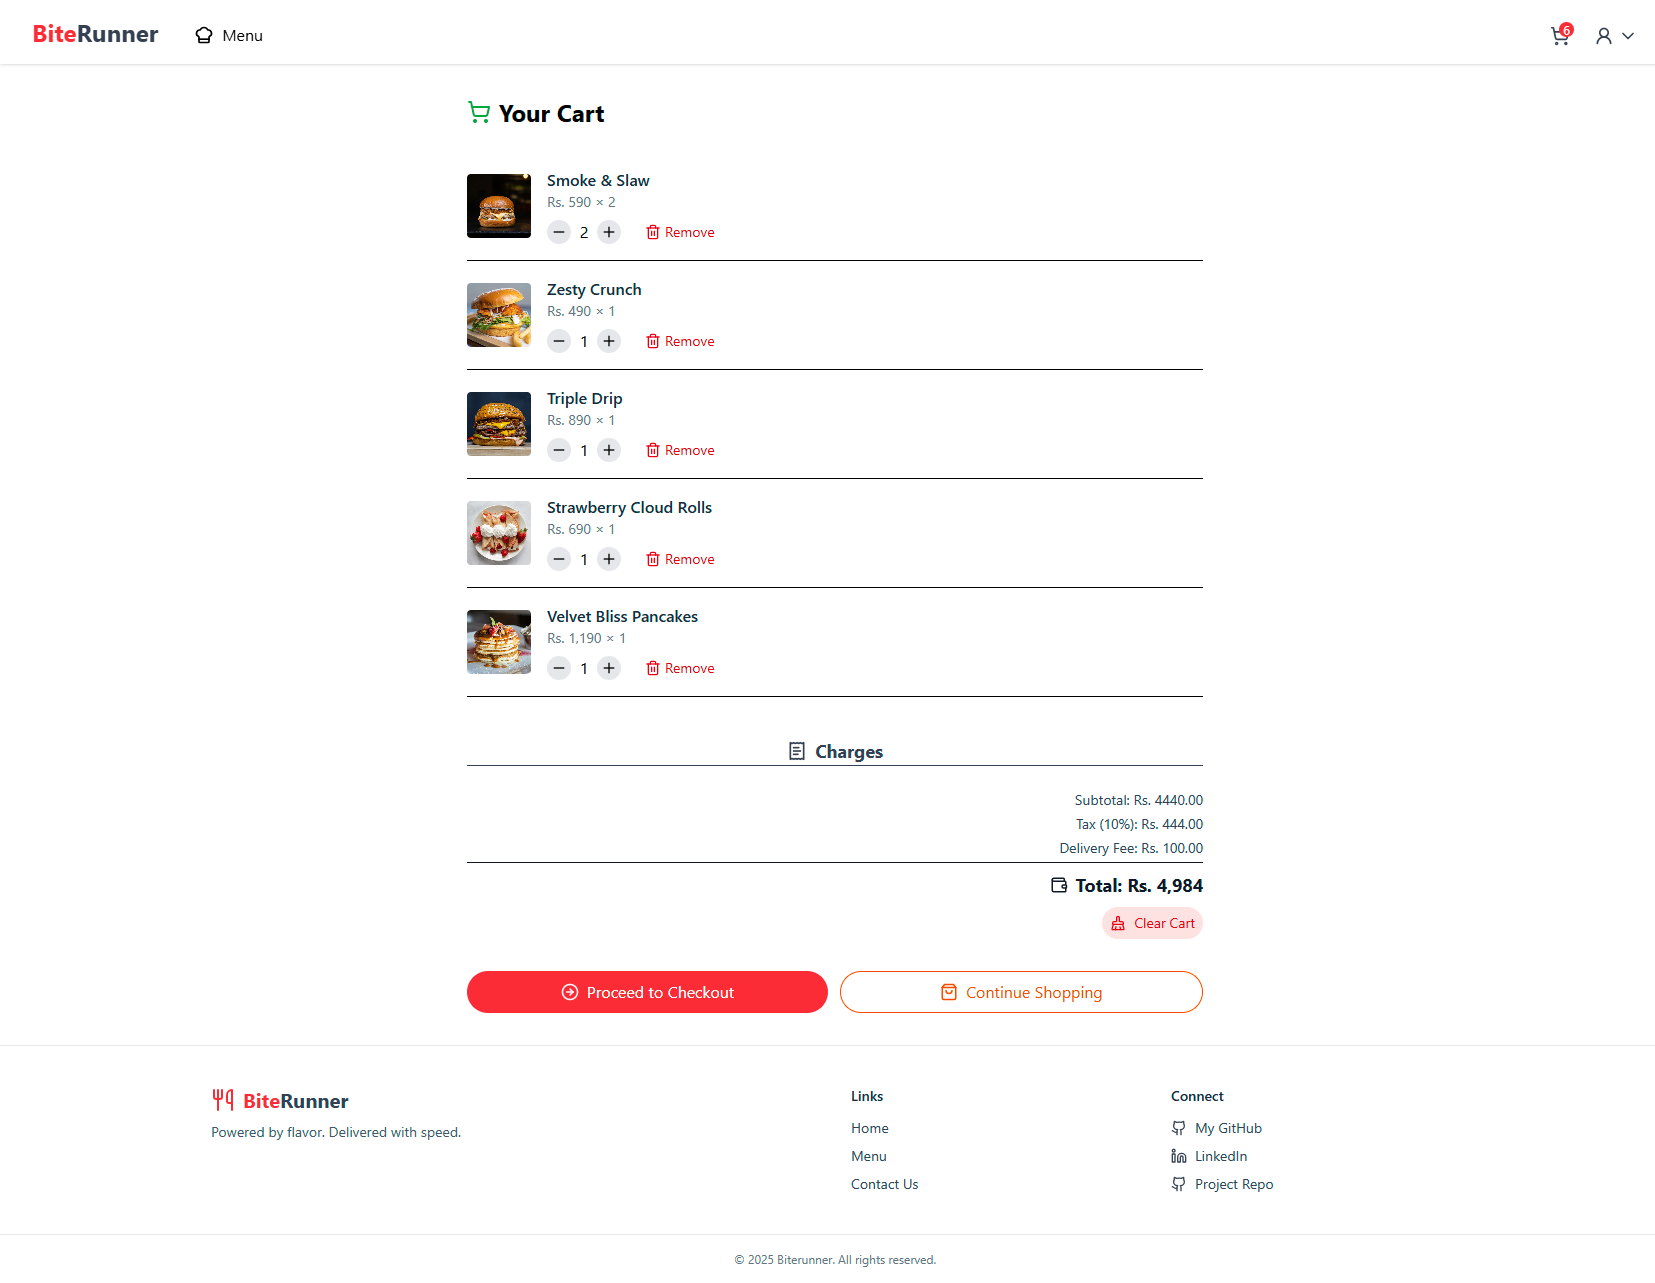 BiteRunner
Menu
6
Your Cart
Smoke & Slaw
Rs. 590 × 2
2
Remove
Zesty Crunch
Rs. 490 × 1
1
Remove
Triple Drip
Rs. 890 × 1
1
Remove
Strawberry Cloud Rolls
Rs. 690 × 1
1
Remove
Velvet Bliss Pancakes
Rs. 1,190 × 1
1
Remove
Charges
Subtotal: Rs. 4440.00
Tax (10%): Rs. 444.00
Delivery Fee: Rs. 100.00
Total: Rs. 4,984
Clear Cart
Proceed to Checkout
Continue Shopping
BiteRunner
Powered by flavor. Delivered with speed.
Links
Home
Menu
Contact Us
Connect
My GitHub
LinkedIn
Project Repo
© 2025 Biterunner. All rights reserved.